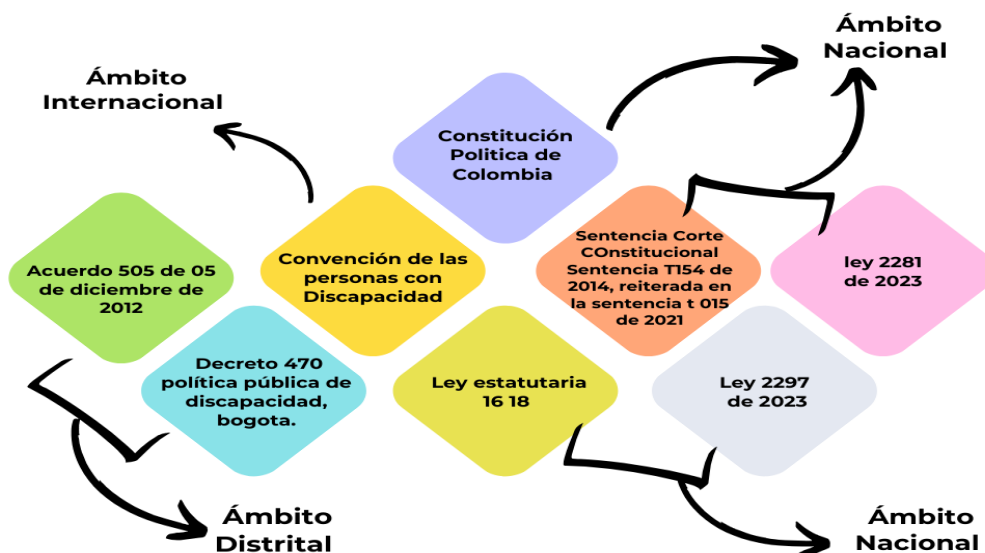 Ámbito
Nacional
Ámbito
Internacional
Constitución
Politica de
Colombia
Acuerdo 505 de 05
de diciembre de
2012
Convención de las
personas con
Discapacidad
Sentencia Corte
COnstitucional
Sentencia T154 de
2014, reiterada en
la sentencia t 015
de 2021
ley 2281
de 2023
Decreto 470
política pública de
discapacidad,
bogota.
Ley estatutaria
16 18
Ley 2297
de 2023
Ámbito
Distrital
Ámbito
Nacional